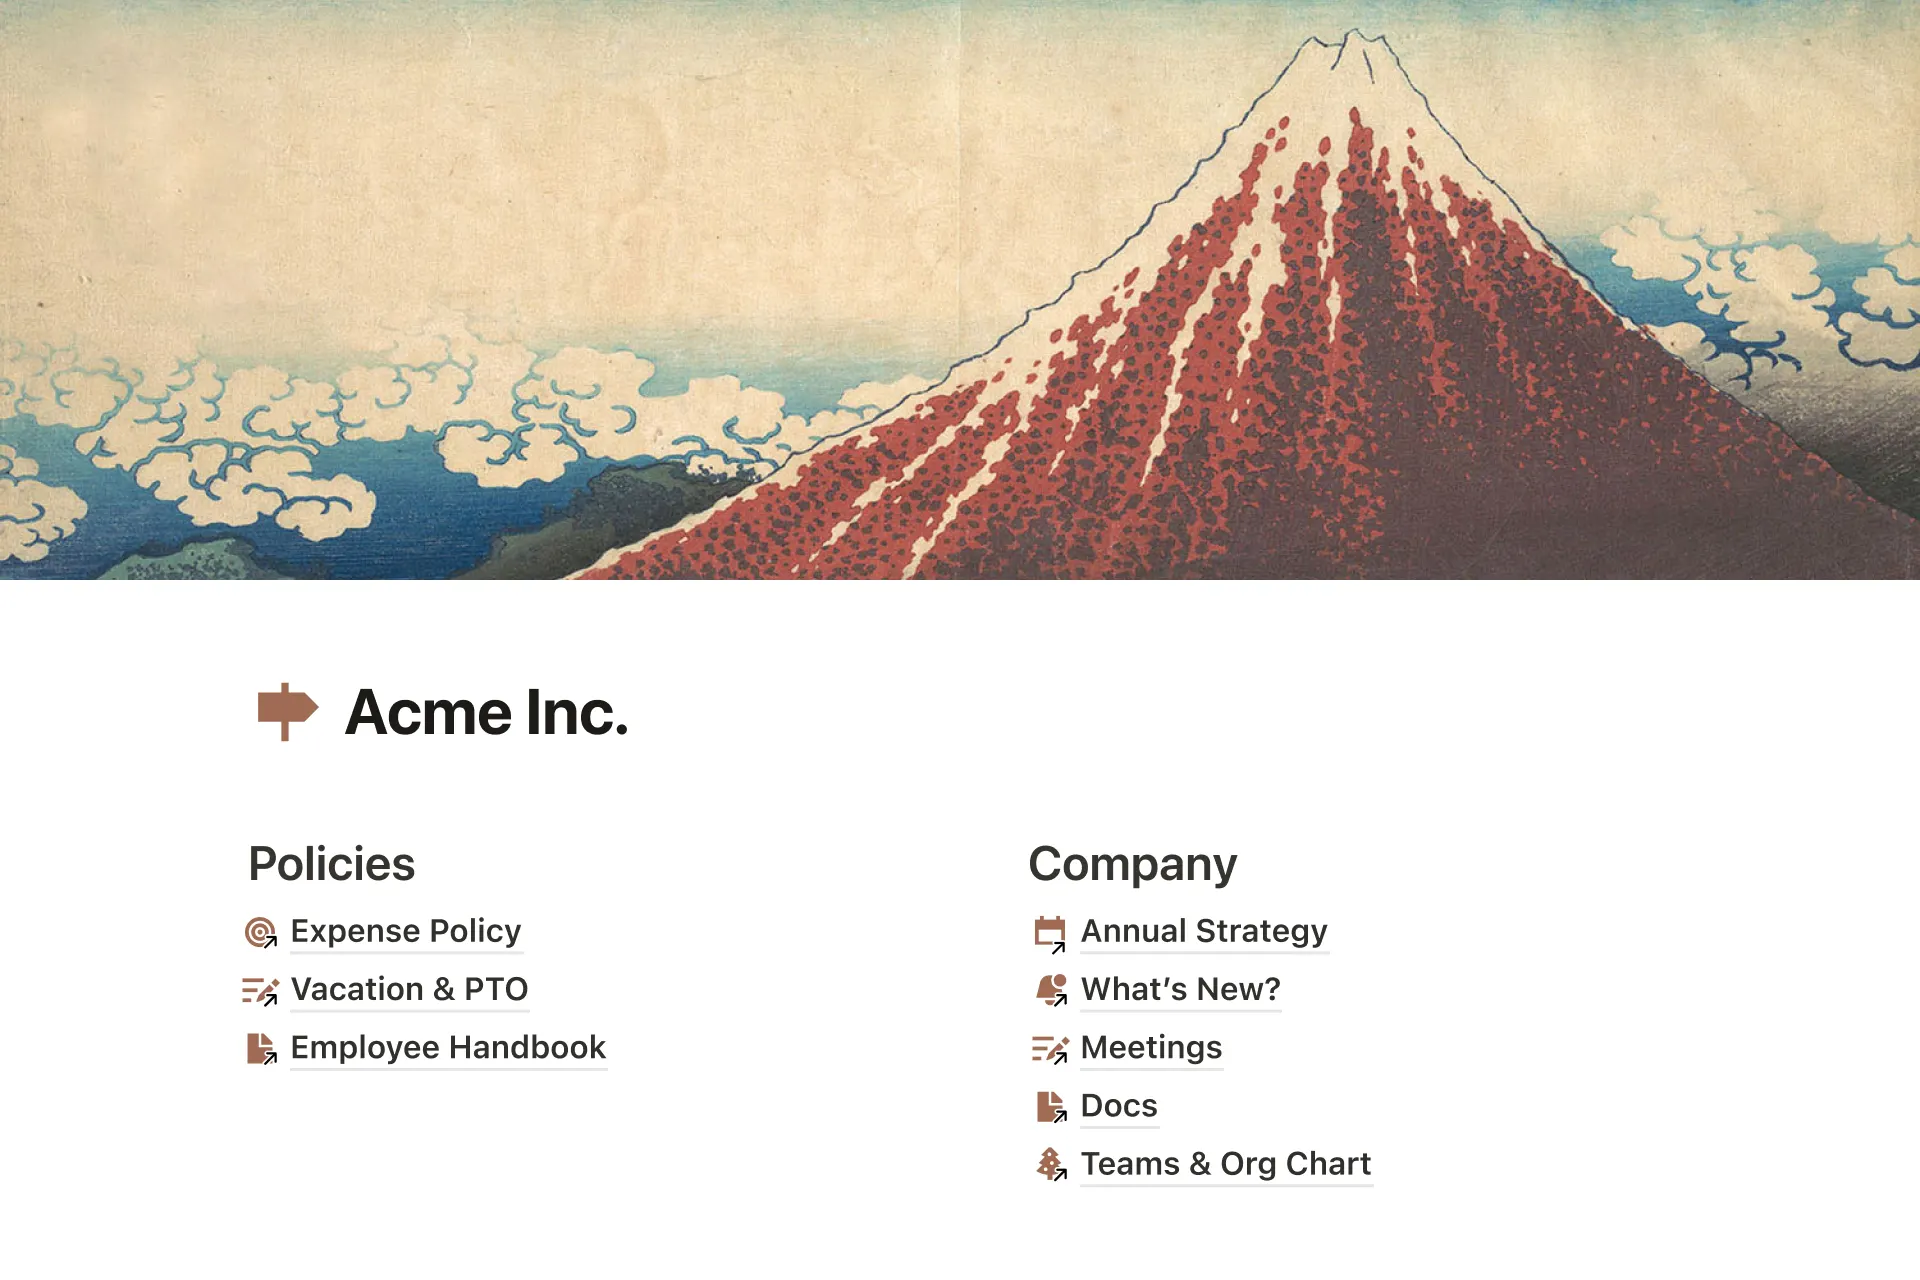 Acme Inc.
Policies
Expense Policy
Vacation & PTO
Employee Handbook
Company
Annual Strategy
What’s New?
Meetings
Docs
Teams & Org Chart